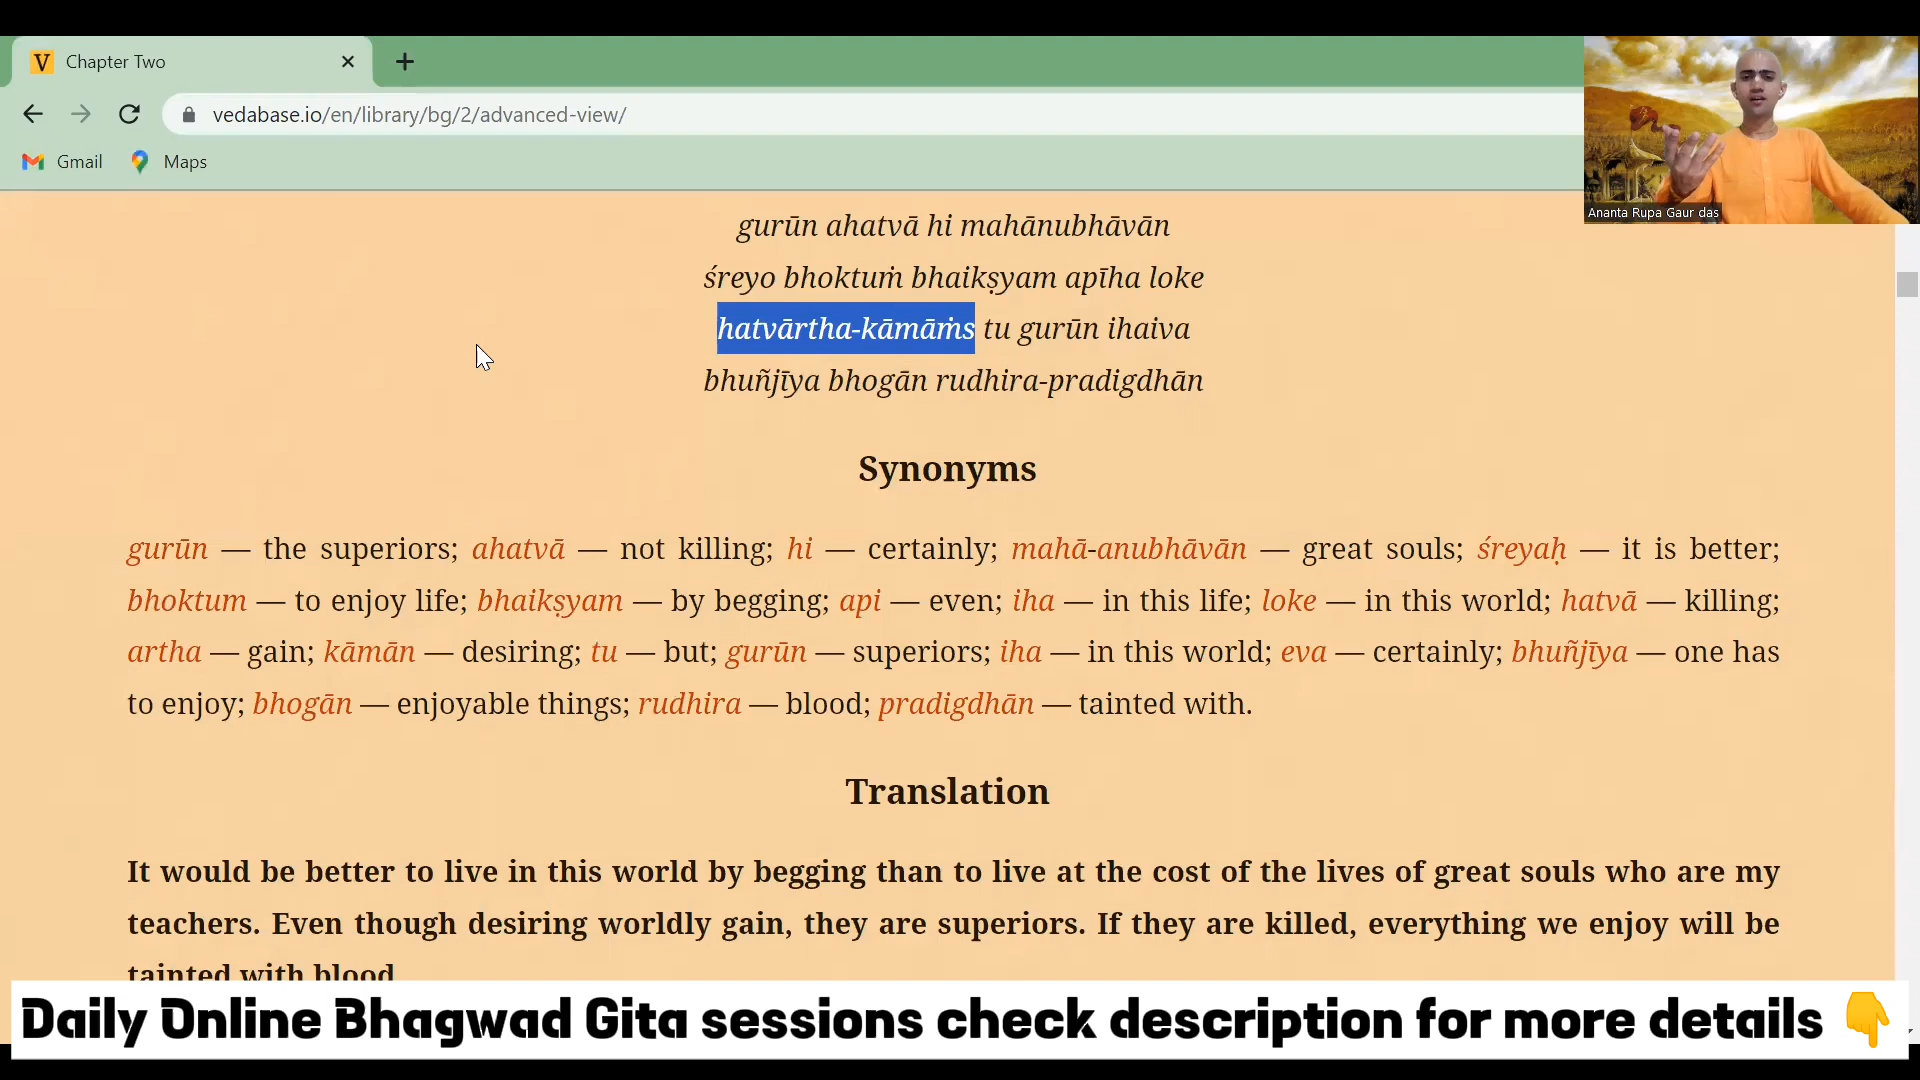 V Chapter Two
vedabase.io/en/library/bg/2/advanced-view/
Gmail Maps
Ananta Rupa Gaur das
gurūn ahatvā hi mahānubhāvān
śreyo bhoktuṁ bhaikṣyam apīha loke
hatvārtha-kāmāṁs tu gurūn ihaiva
bhuñjīya bhogān rudhira-pradigdhān
Synonyms
gurūn — the superiors; ahatvā — not killing; hi — certainly; mahā-anubhāvān — great souls; śreyaḥ — it is better;
bhoktum — to enjoy life; bhaikṣyam — by begging; api — even; iha — in this life; loke — in this world; hatvā — killing;
artha — gain; kāmān — desiring; tu — but; gurūn — superiors; iha — in this world; eva — certainly; bhuñjīya — one has
to enjoy; bhogān — enjoyable things; rudhira — blood; pradigdhān — tainted with.
Translation
It would be better to live in this world by begging than to live at the cost of the lives of great souls who are my
teachers. Even though desiring worldly gain, they are superiors. If they are killed, everything we enjoy will be
tainted with blood
Daily Online Bhagwad Gita sessions check description for more details 👇